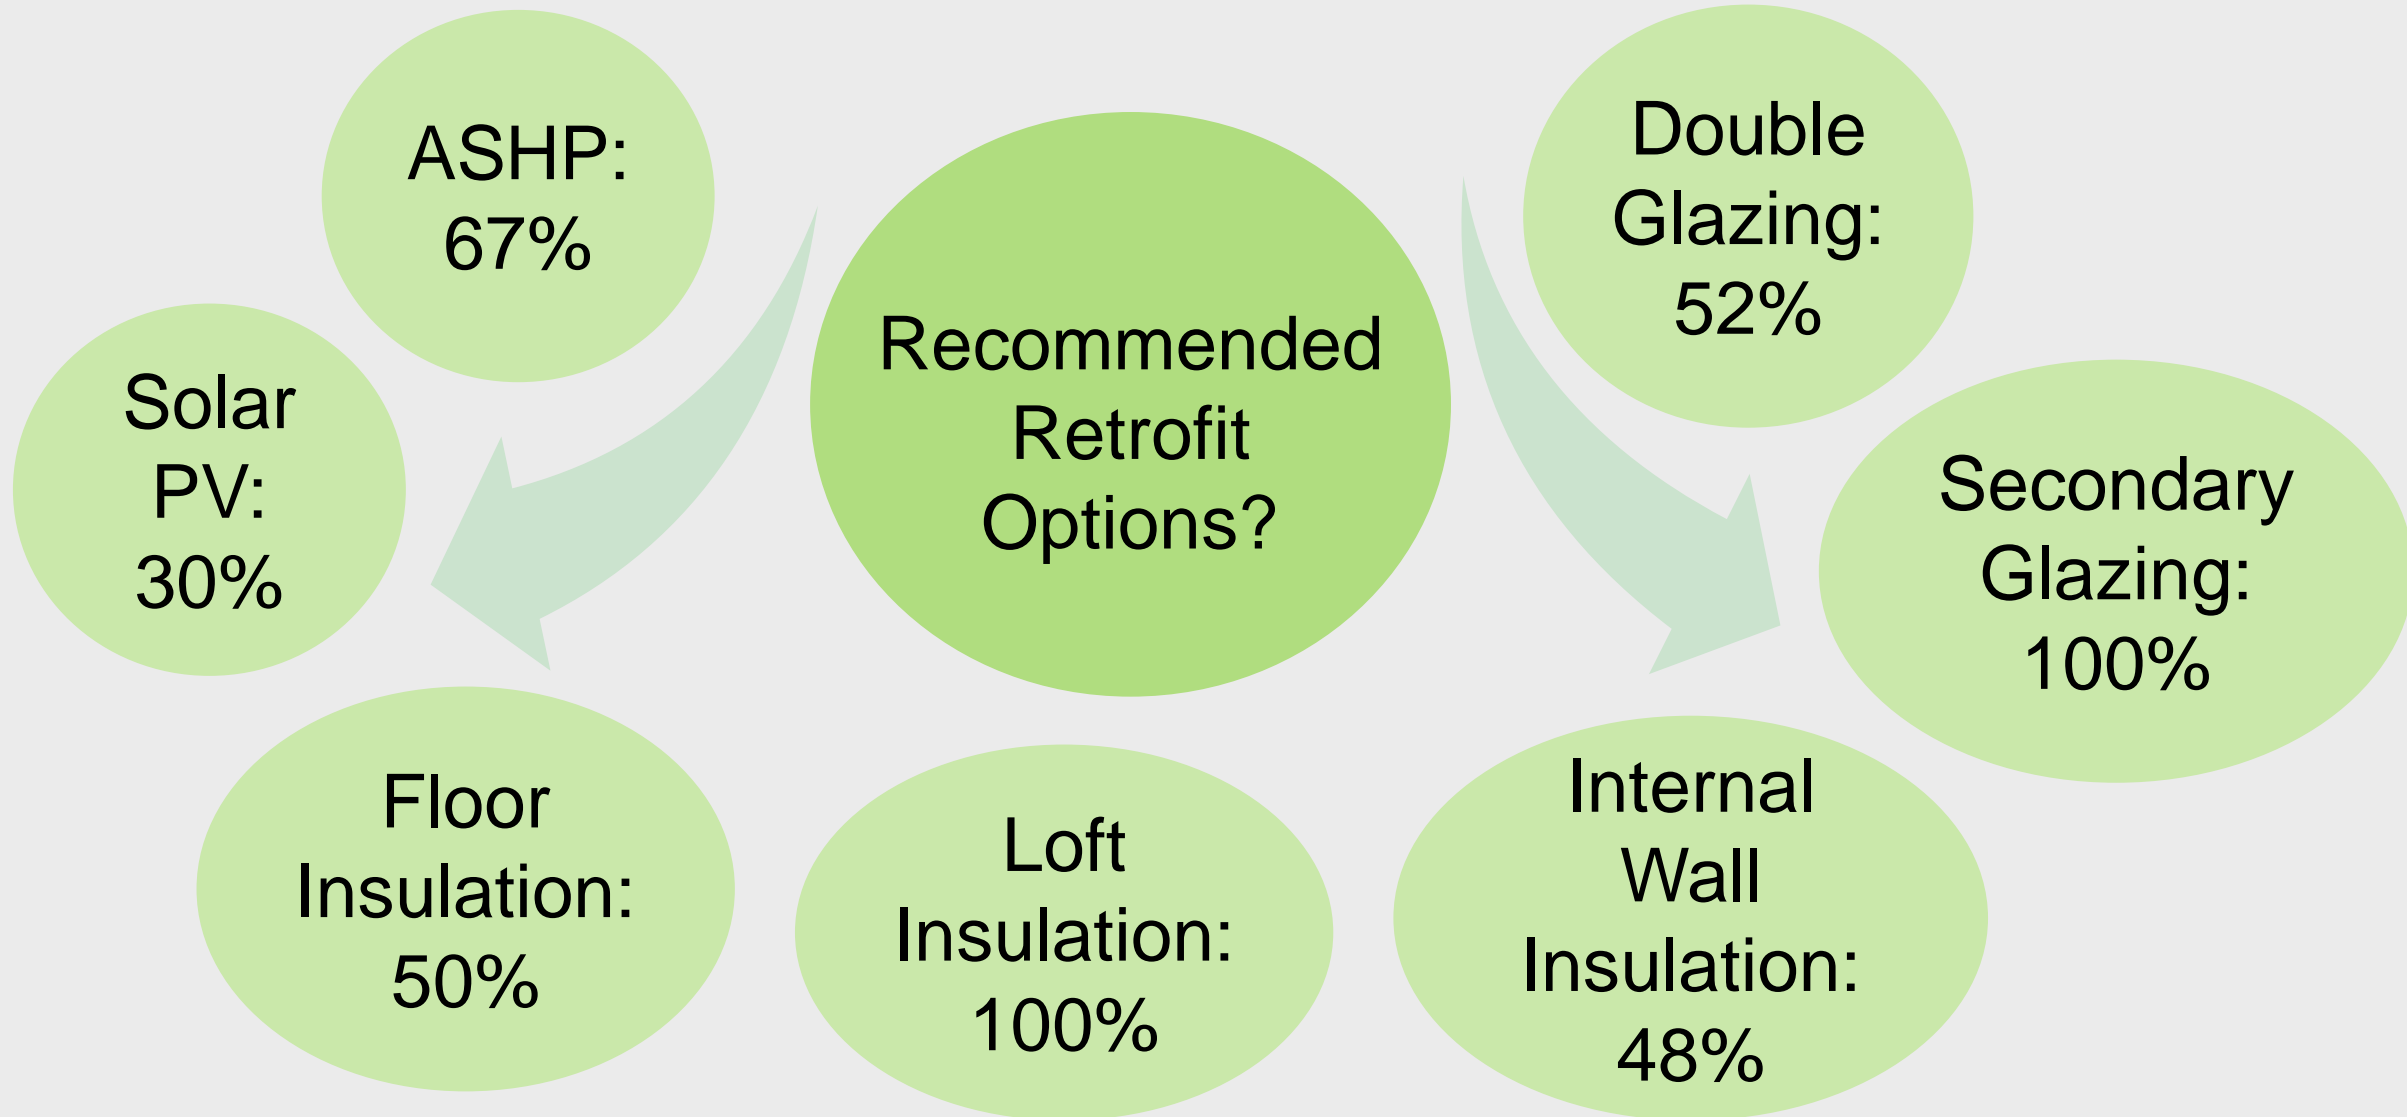 ASHP:
67%
Solar
PV:
30%
Floor
Insulation:
50%
Recommended
Retrofit
Options?
Loft
Insulation:
100%
Double
Glazing:
52%
Secondary
Glazing:
100%
Internal
Wall
Insulation:
48%